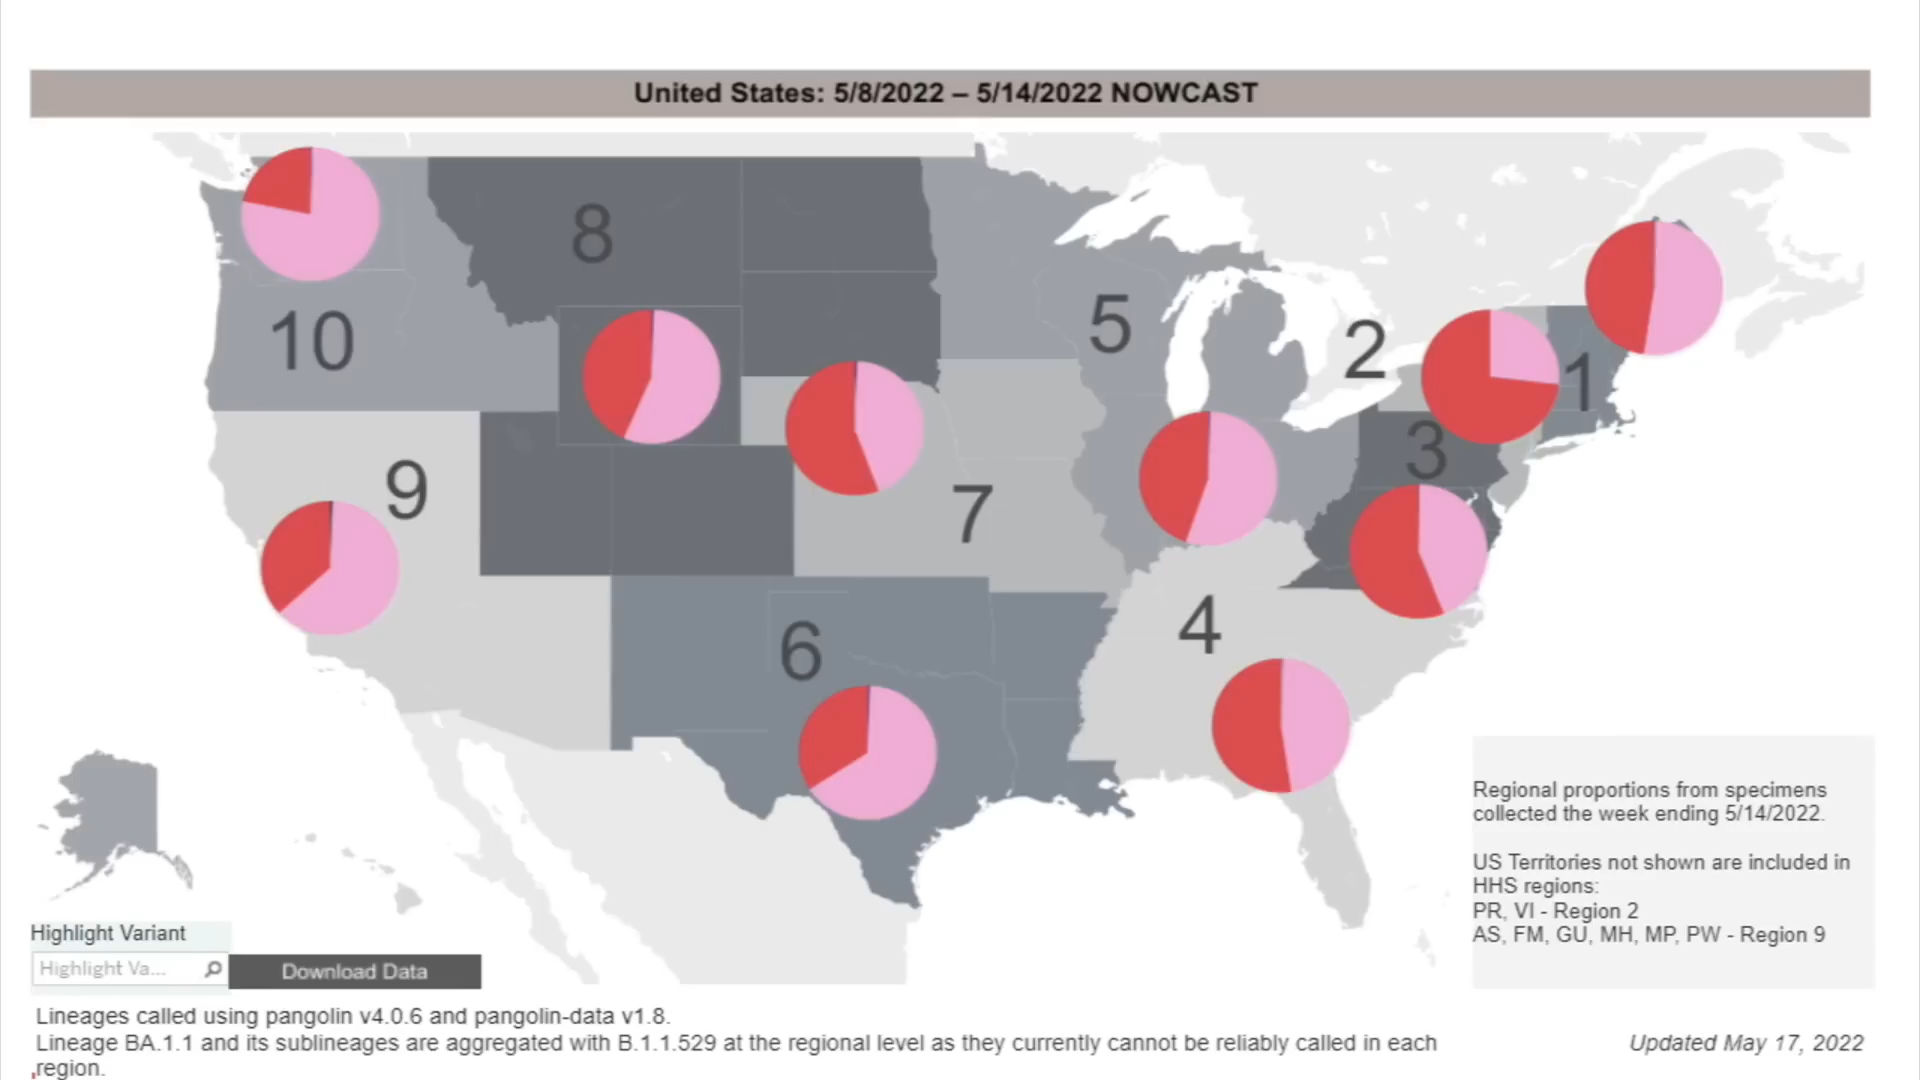 United States: 5/8/2022 – 5/14/2022 NOWCAST
8
10
5
2
1
3
9
7
4
6
Regional proportions from specimens
collected the week ending 5/14/2022.
US Territories not shown are included in
HHS regions:
PR, VI - Region 2
AS, FM, GU, MH, MP, PW - Region 9
Highlight Variant
Highlight Va...
Download Data
Lineages called using pangolin v4.0.6 and pangolin-data v1.8.
Lineage BA.1.1 and its sublineages are aggregated with B.1.1.529 at the regional level as they currently cannot be reliably called in each
region.
Updated May 17, 2022